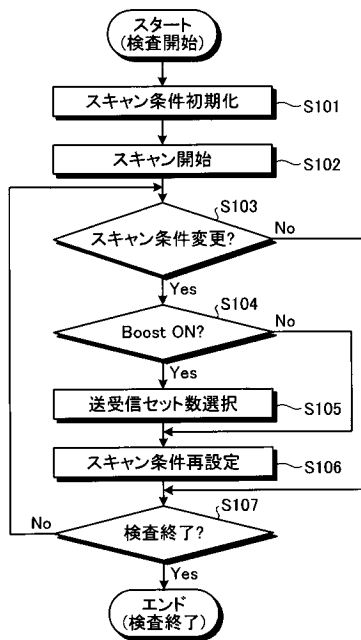 スタート
(検査開始)
スキャン条件初期化
S101
スキャン開始
S102
S103
スキャン条件変更?
No
Yes
S104
Boost ON?
No
Yes
送受信セット数選択
S105
スキャン条件再設定
S106
S107
検査終了?
No
Yes
エンド
(検査終了)